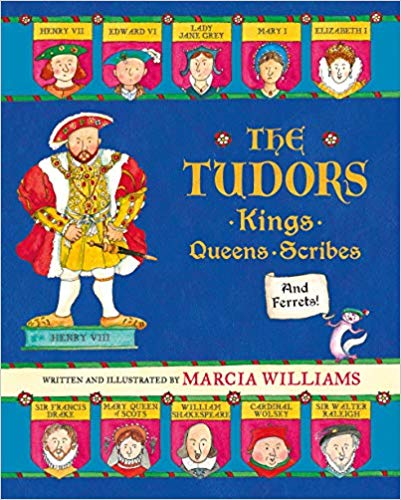 HENRY VII
EDWARD VI
LADY
JANE GREY
MARY I
ELIZABETH I
THE
TUDORS
·Kings·
Queens·Scribes
And
Ferrets!
HENRY VIII
WRITTEN AND ILLUSTRATED BY MARCIA WILLIAMS
SIR FRANCIS
DRAKE
MARY QUEEN
OF SCOTS
WILLIAM
SHAKESPEARE
CARDINAL
WOLSEY
SIR WALTER
RALEIGH